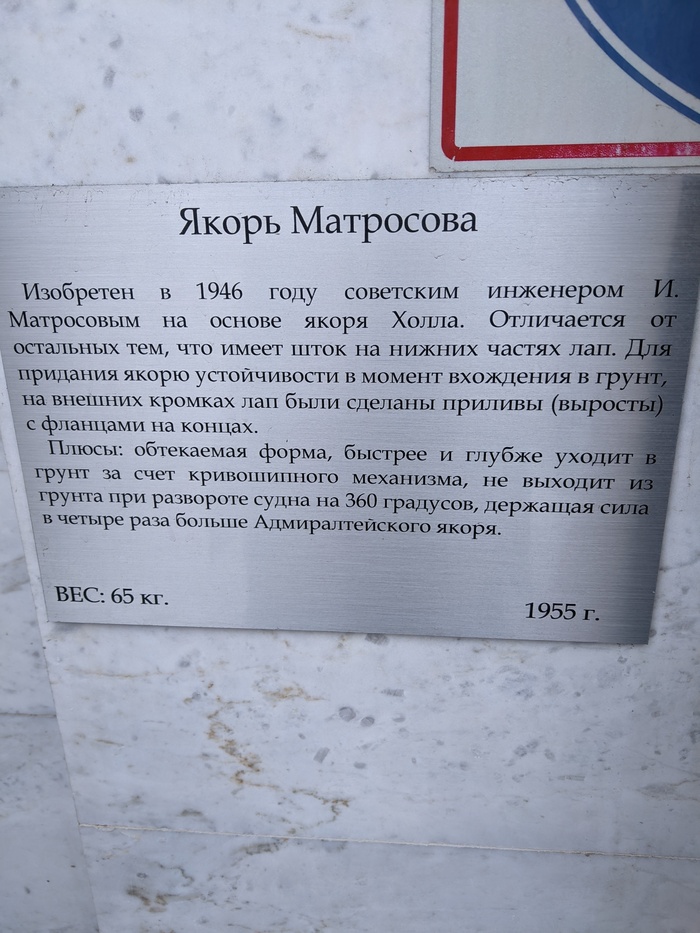 Якорь Матросова
Изобретен в 1946 году советским инженером И.
Матросовым на основе якоря Холла. Отличается от
остальных тем, что имеет шток на нижних частях лап. Для
придания якорю устойчивости в момент вхождения в грунт,
на внешних кромках лап были сделаны приливы (выросты)
с фланцами на концах.
Плюсы: обтекаемая форма, быстрее и глубже уходит в
грунт за счет кривошипного механизма, не выходит из
грунта при развороте судна на 360 градусов, держащая сила
в четыре раза больше Адмиралтейского якоря.
ВЕС: 65 кг.
1955 г.